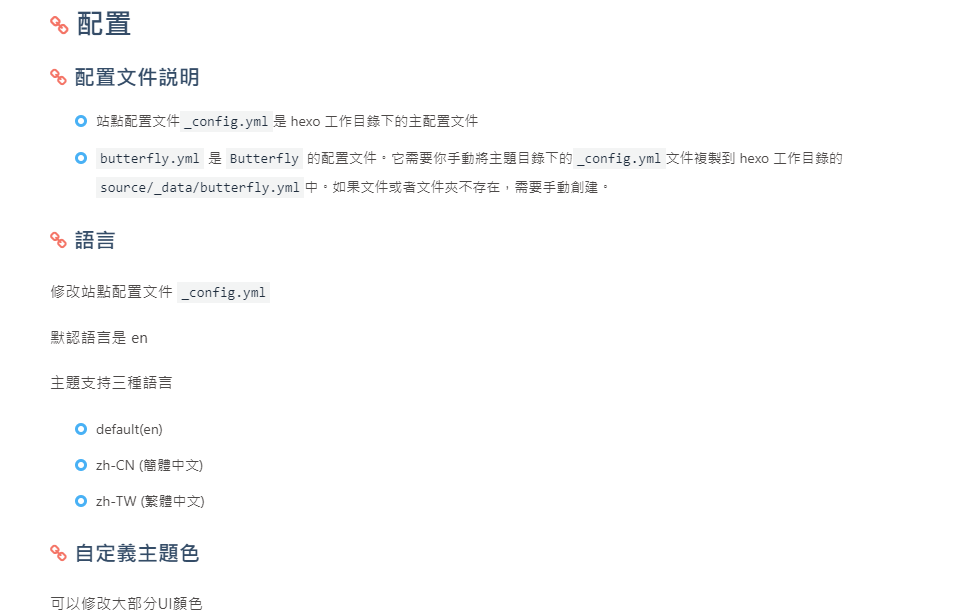 配置
配置文件説明
站點配置文件 _config.yml 是 hexo 工作目錄下的主配置文件
butterfly.yml 是 Butterfly 的配置文件。它需要你手動將主題目錄下的 _config.yml 文件複製到 hexo 工作目錄的
source/_data/butterfly.yml 中。如果文件或者文件夾不存在，需要手動創建。
語言
修改站點配置文件 _config.yml
默認語言是 en
主題支持三種語言
default(en)
zh-CN (簡體中文)
zh-TW (繁體中文)
自定義主題色
可以修改大部分UI顏色